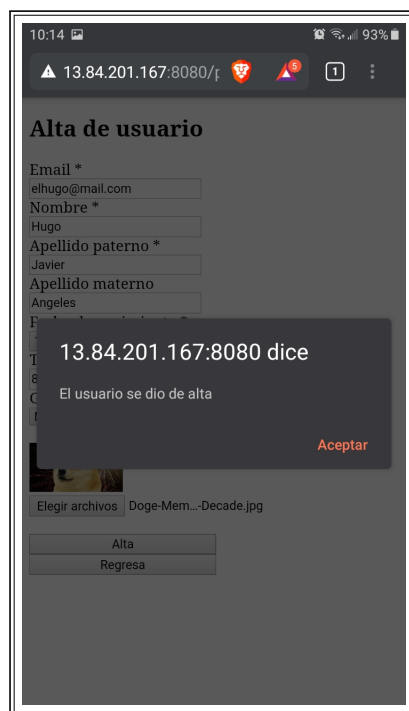 10:14
93%
13.84.201.167:8080/p
5
1
Alta de usuario
Email *
elhugo@mail.com
Nombre *
Hugo
Apellido paterno *
Javier
Apellido materno
Angeles
13.84.201.167:8080 dice
El usuario se dio de alta
Aceptar
Elegir archivos Doge-Mem...-Decade.jpg
Alta
Regresa